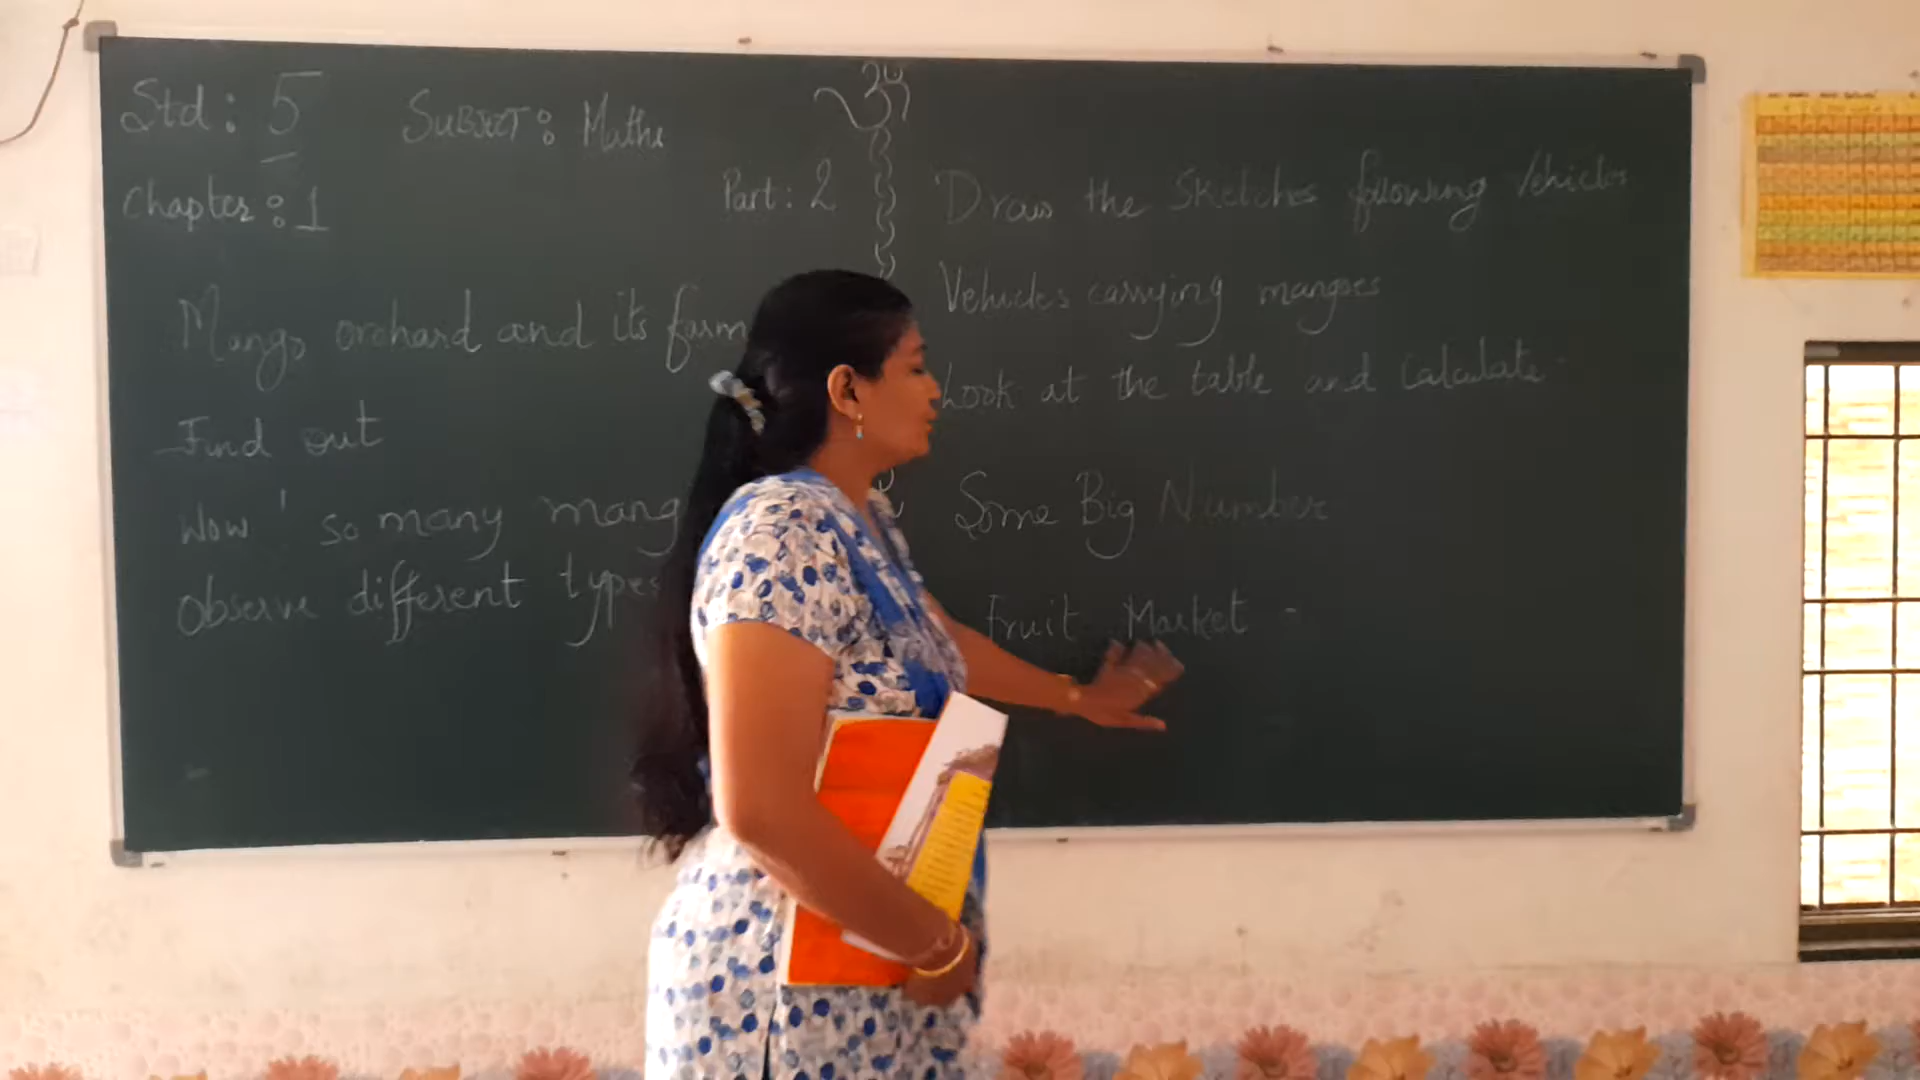 ૐ
Std: 5 SUBJECT: Maths
Chapter: 1 Part: 2
Mango orchard and its farm
Find out
Wow ! so many mang
observe different types
Draw the Sketches following Vehicles
Vehicles carrying mangoes
Look at the table and Calculate
Some Big Number
Fruit Market -